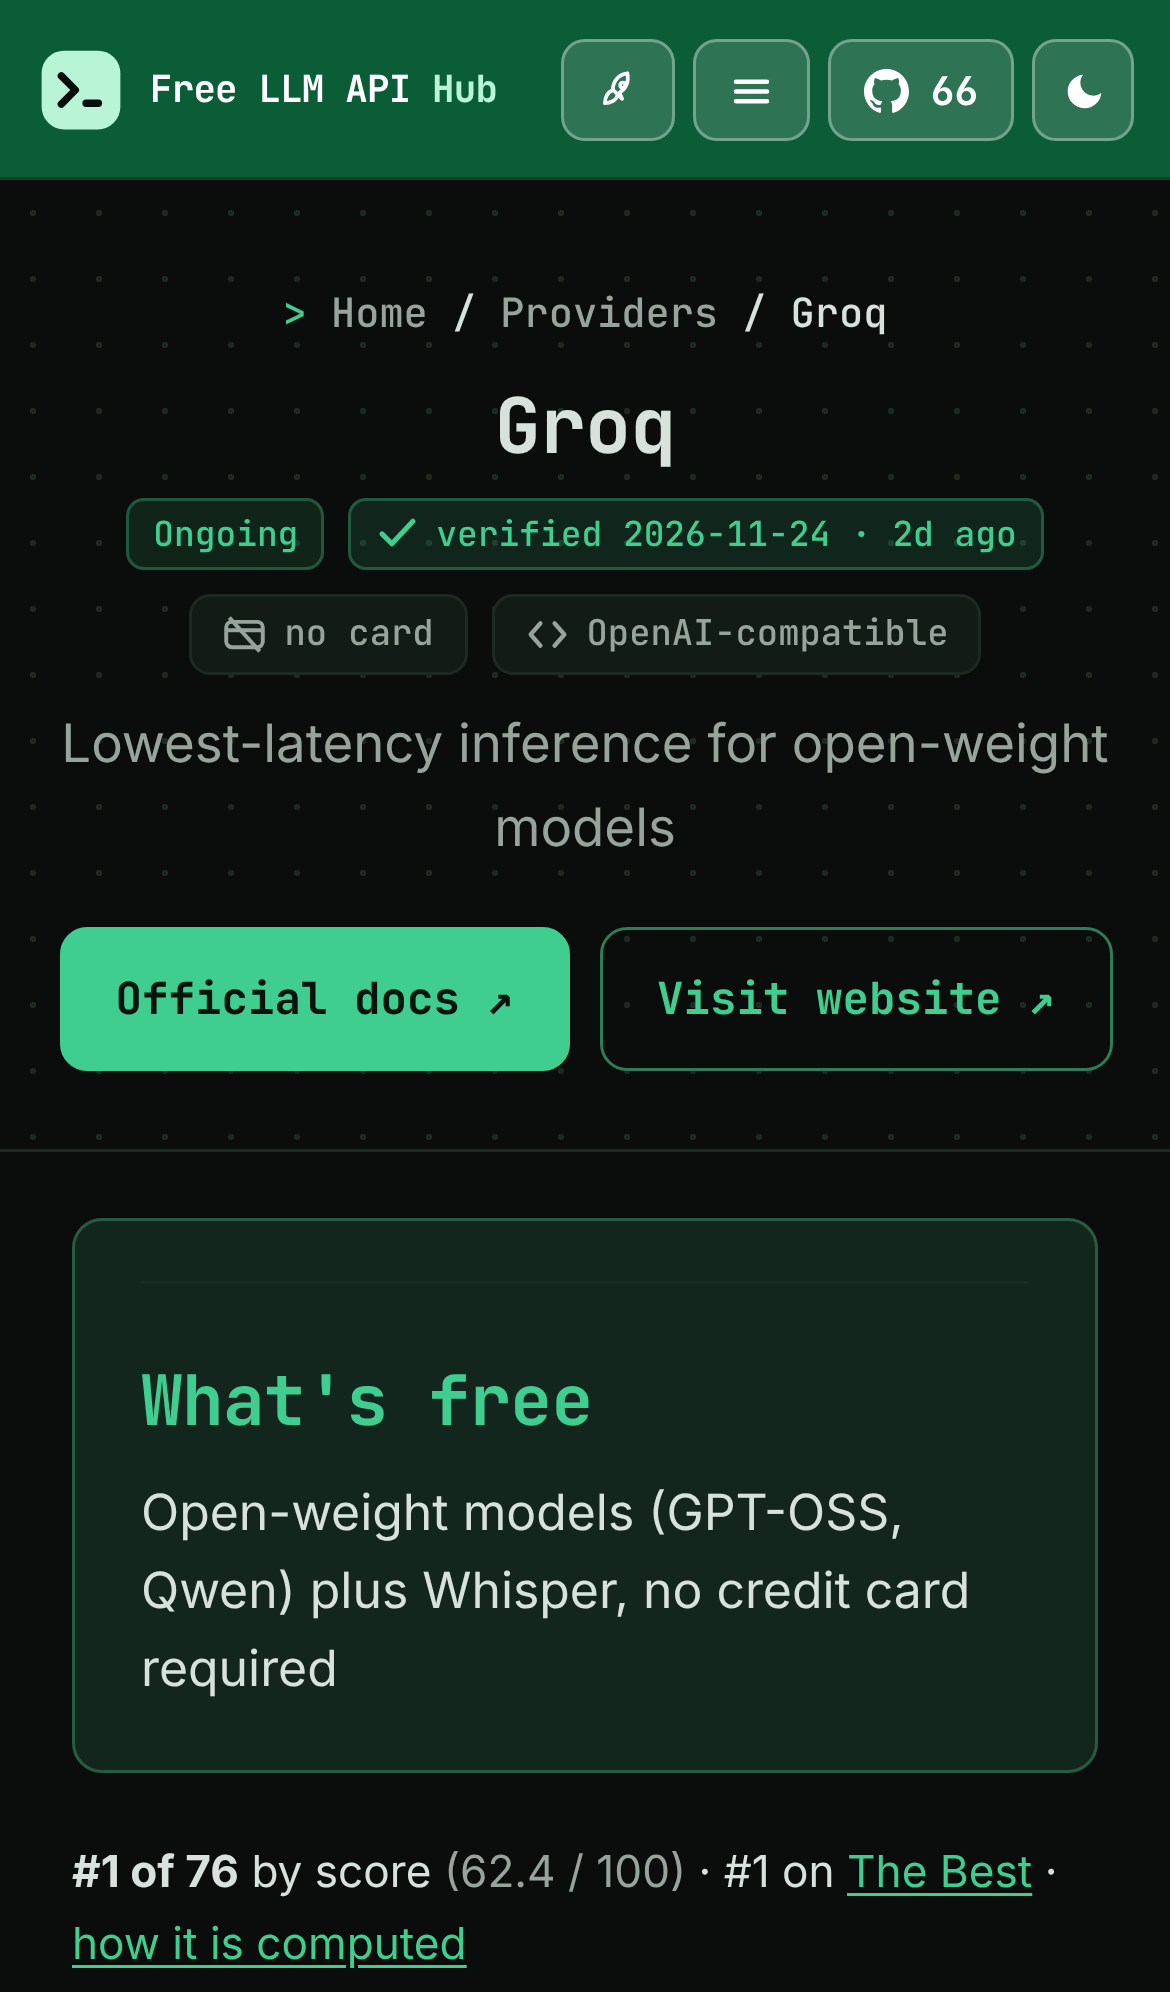 Free LLM API Hub
66
> Home / Providers / Groq
Groq
Ongoing
verified 2026-11-24 · 2d ago
no card
OpenAI-compatible
Lowest-latency inference for open-weight
models
Official docs ↗
Visit website ↗
What's free
Open-weight models (GPT-OSS,
Qwen) plus Whisper, no credit card
required
#1 of 76 by score (62.4 / 100) · #1 on The Best ·
how it is computed